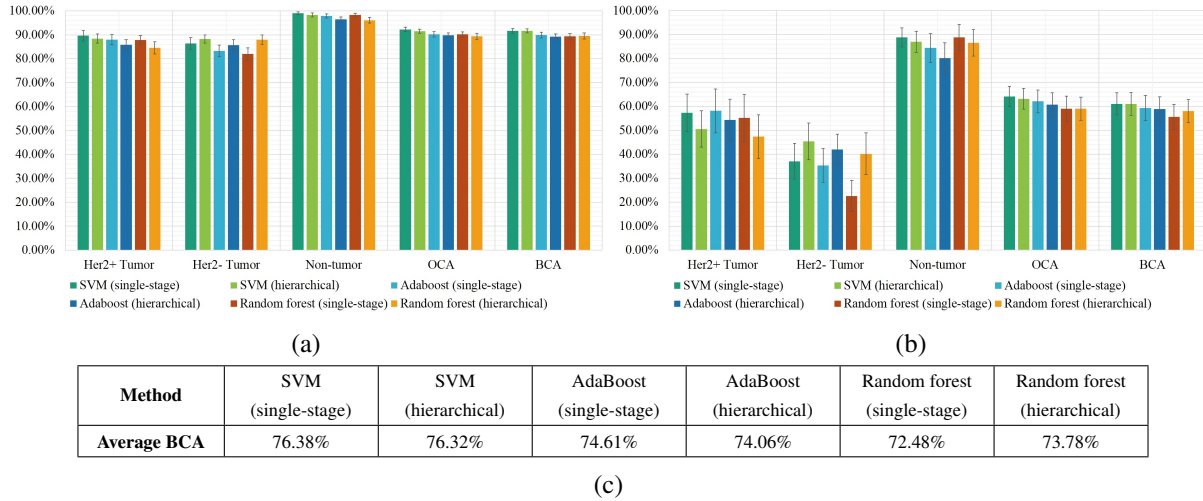 100.00%
90.00%
80.00%
70.00%
60.00%
50.00%
40.00%
30.00%
20.00%
10.00%
0.00%
Her2+ Tumor Her2- Tumor Non-tumor OCA BCA
SVM (single-stage) SVM (hierarchical) Adaboost (single-stage)
Adaboost (hierarchical) Random forest (single-stage) Random forest (hierarchical)
(a)
100.00%
90.00%
80.00%
70.00%
60.00%
50.00%
40.00%
30.00%
20.00%
10.00%
0.00%
Her2+ Tumor Her2- Tumor Non-tumor OCA BCA
SVM (single-stage) SVM (hierarchical) Adaboost (single-stage)
Adaboost (hierarchical) Random forest (single-stage) Random forest (hierarchical)
(b)
Method SVM (single-stage) SVM (hierarchical) AdaBoost (single-stage) AdaBoost (hierarchical) Random forest (single-stage) Random forest (hierarchical)
Average BCA 76.38% 76.32% 74.61% 74.06% 72.48% 73.78%
(c)